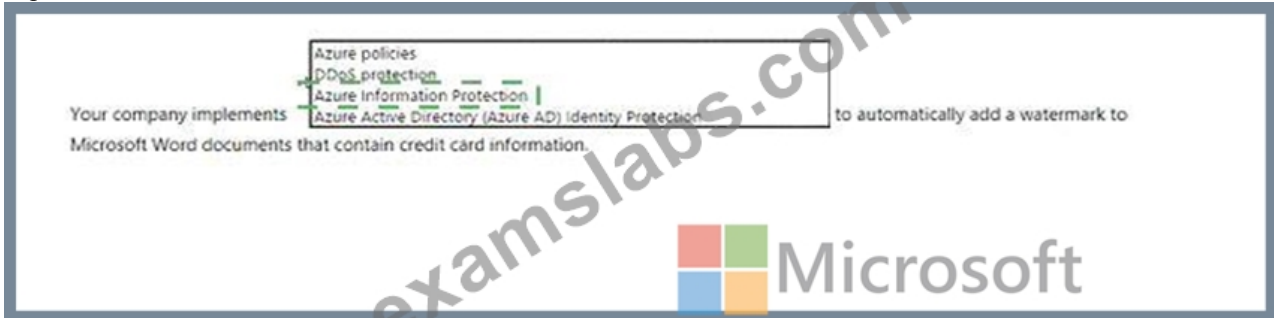 Azure policies
DDoS protection
Azure Information Protection
Your company implements Azure Active Directory (Azure AD) Identity Protection to automatically add a watermark to
Microsoft Word documents that contain credit card information.
examslabs.com
Microsoft